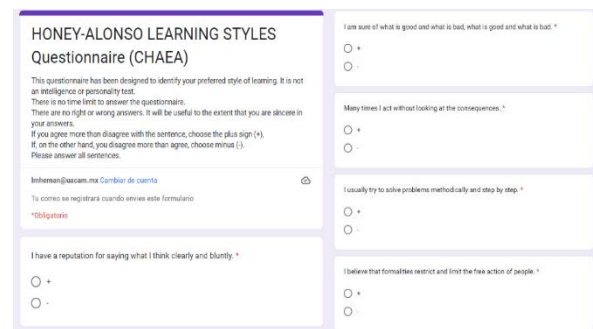 HONEY-ALONSO LEARNING STYLES
Questionnaire (CHAEA)
This questionnaire has been designed to identify your preferred style of learning. It is not
an intelligence or personality test.
There is no time limit to answer the questionnaire.
There are no right or wrong answers. It will be useful to the extent that you are sincere in
your answers.
If you agree more than disagree with the sentence, choose the plus sign (+).
If, on the other hand, you disagree more than agree, choose minus (-).
Please answer all sentences.
lmhernan@uacam.mx Cambiar de cuenta
Tu correo se registrará cuando envíes este formulario
*Obligatorio
I have a reputation for saying what I think clearly and bluntly. *
+
-
I am sure of what is good and what is bad, what is good and what is bad. *
+
-
Many times I act without looking at the consequences. *
+
-
I usually try to solve problems methodically and step by step. *
+
-
I believe that formalities restrict and limit the free action of people. *
+
-